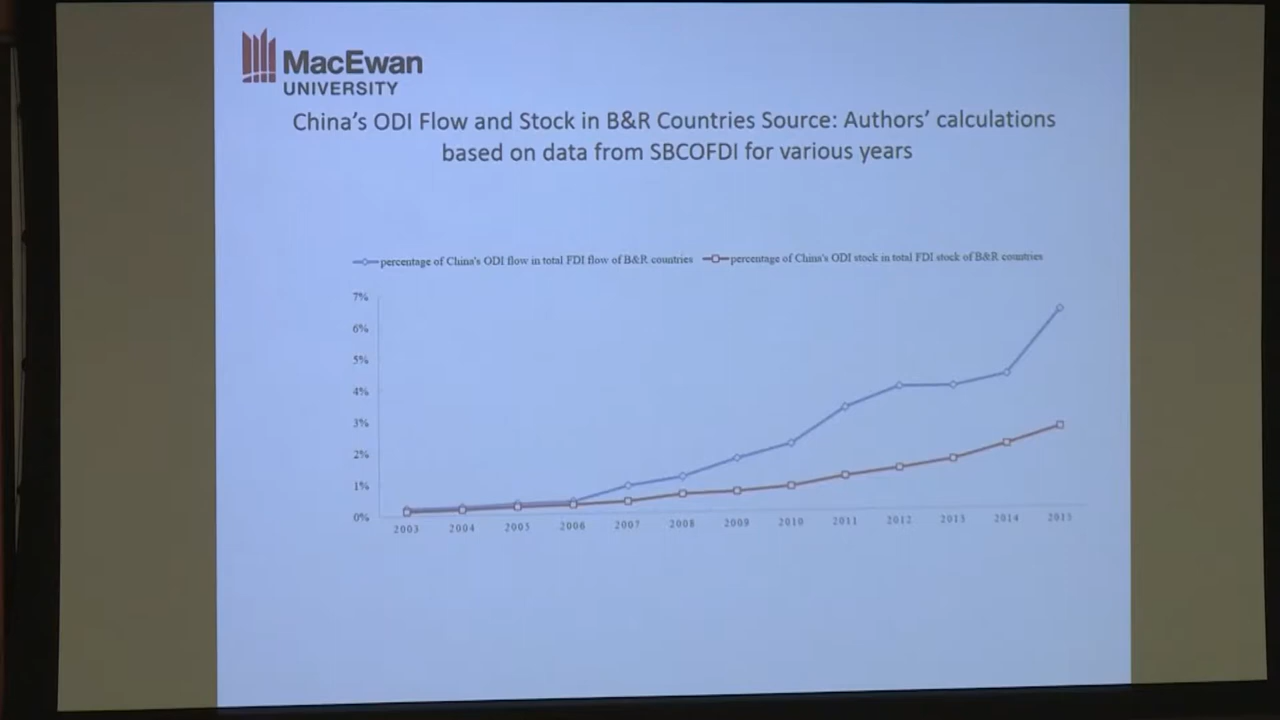 MacEwan
UNIVERSITY
China's ODI Flow and Stock in B&R Countries Source: Authors' calculations
based on data from SBCOFDI for various years
percentage of China's ODI flow in total FDI flow of B&R countries percentage of China's ODI stock in total FDI stock of B&R countries
7%
6%
5%
4%
3%
2%
1%
0%
2003 2004 2005 2006 2007 2008 2009 2010 2011 2012 2013 2014 2015